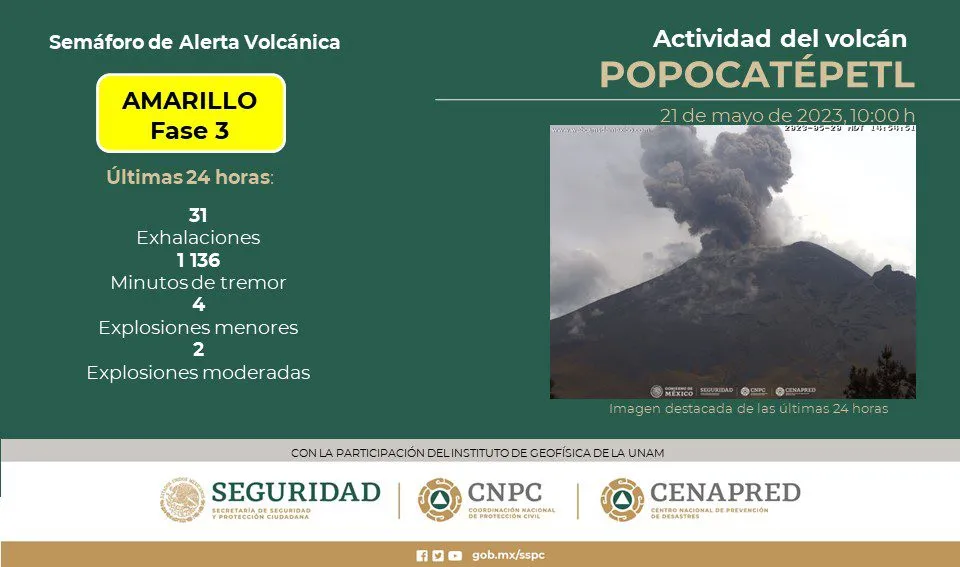 Semáforo de Alerta Volcánica
AMARILLO
Fase 3
Últimas 24 horas:
31
Exhalaciones
1 136
Minutos de tremor
4
Explosiones menores
2
Explosiones moderadas
Actividad del volcán
POPOCATÉPETL
21 de mayo de 2023, 10:00 h
www.webcamsdemexico.com
2023-05-20 MDT 14:54:51
GOBIERNO DE
MÉXICO
SEGURIDAD
CNPC
CENAPRED
Imagen destacada de las últimas 24 horas
CON LA PARTICIPACIÓN DEL INSTITUTO DE GEOFÍSICA DE LA UNAM
SEGURIDAD
SECRETARÍA DE SEGURIDAD
Y PROTECCIÓN CIUDADANA
CNPC
COORDINACIÓN NACIONAL
DE PROTECCIÓN CIVIL
CENAPRED
CENTRO NACIONAL DE PREVENCIÓN
DE DESASTRES
gob.mx/sspc